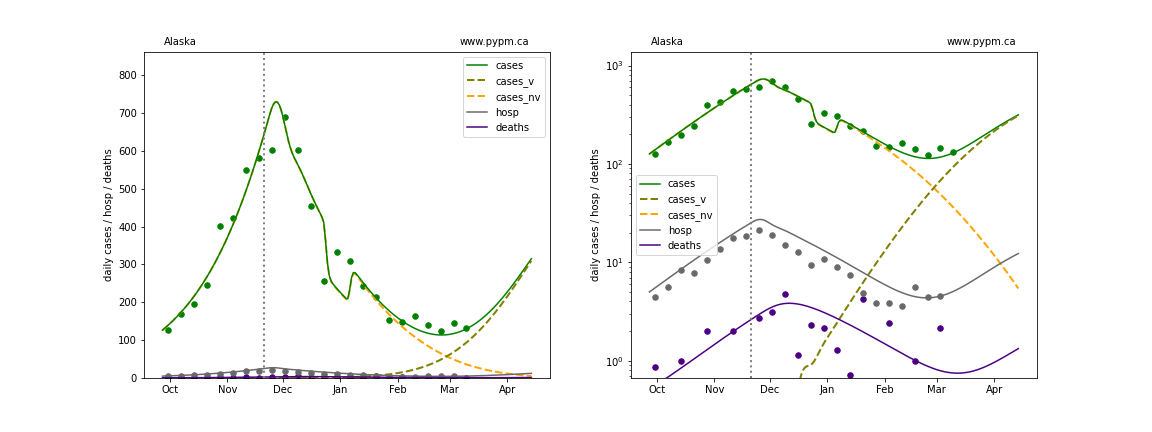 Alaska
www.pypm.ca
daily cases / hosp / deaths
800
700
600
500
400
300
200
100
0
Oct
Nov
Dec
Jan
Feb
Mar
Apr
cases
cases_v
cases_nv
hosp
deaths
Alaska
www.pypm.ca
daily cases / hosp / deaths
10³
10²
10¹
10⁰
Oct
Nov
Dec
Jan
Feb
Mar
Apr
cases
cases_v
cases_nv
hosp
deaths